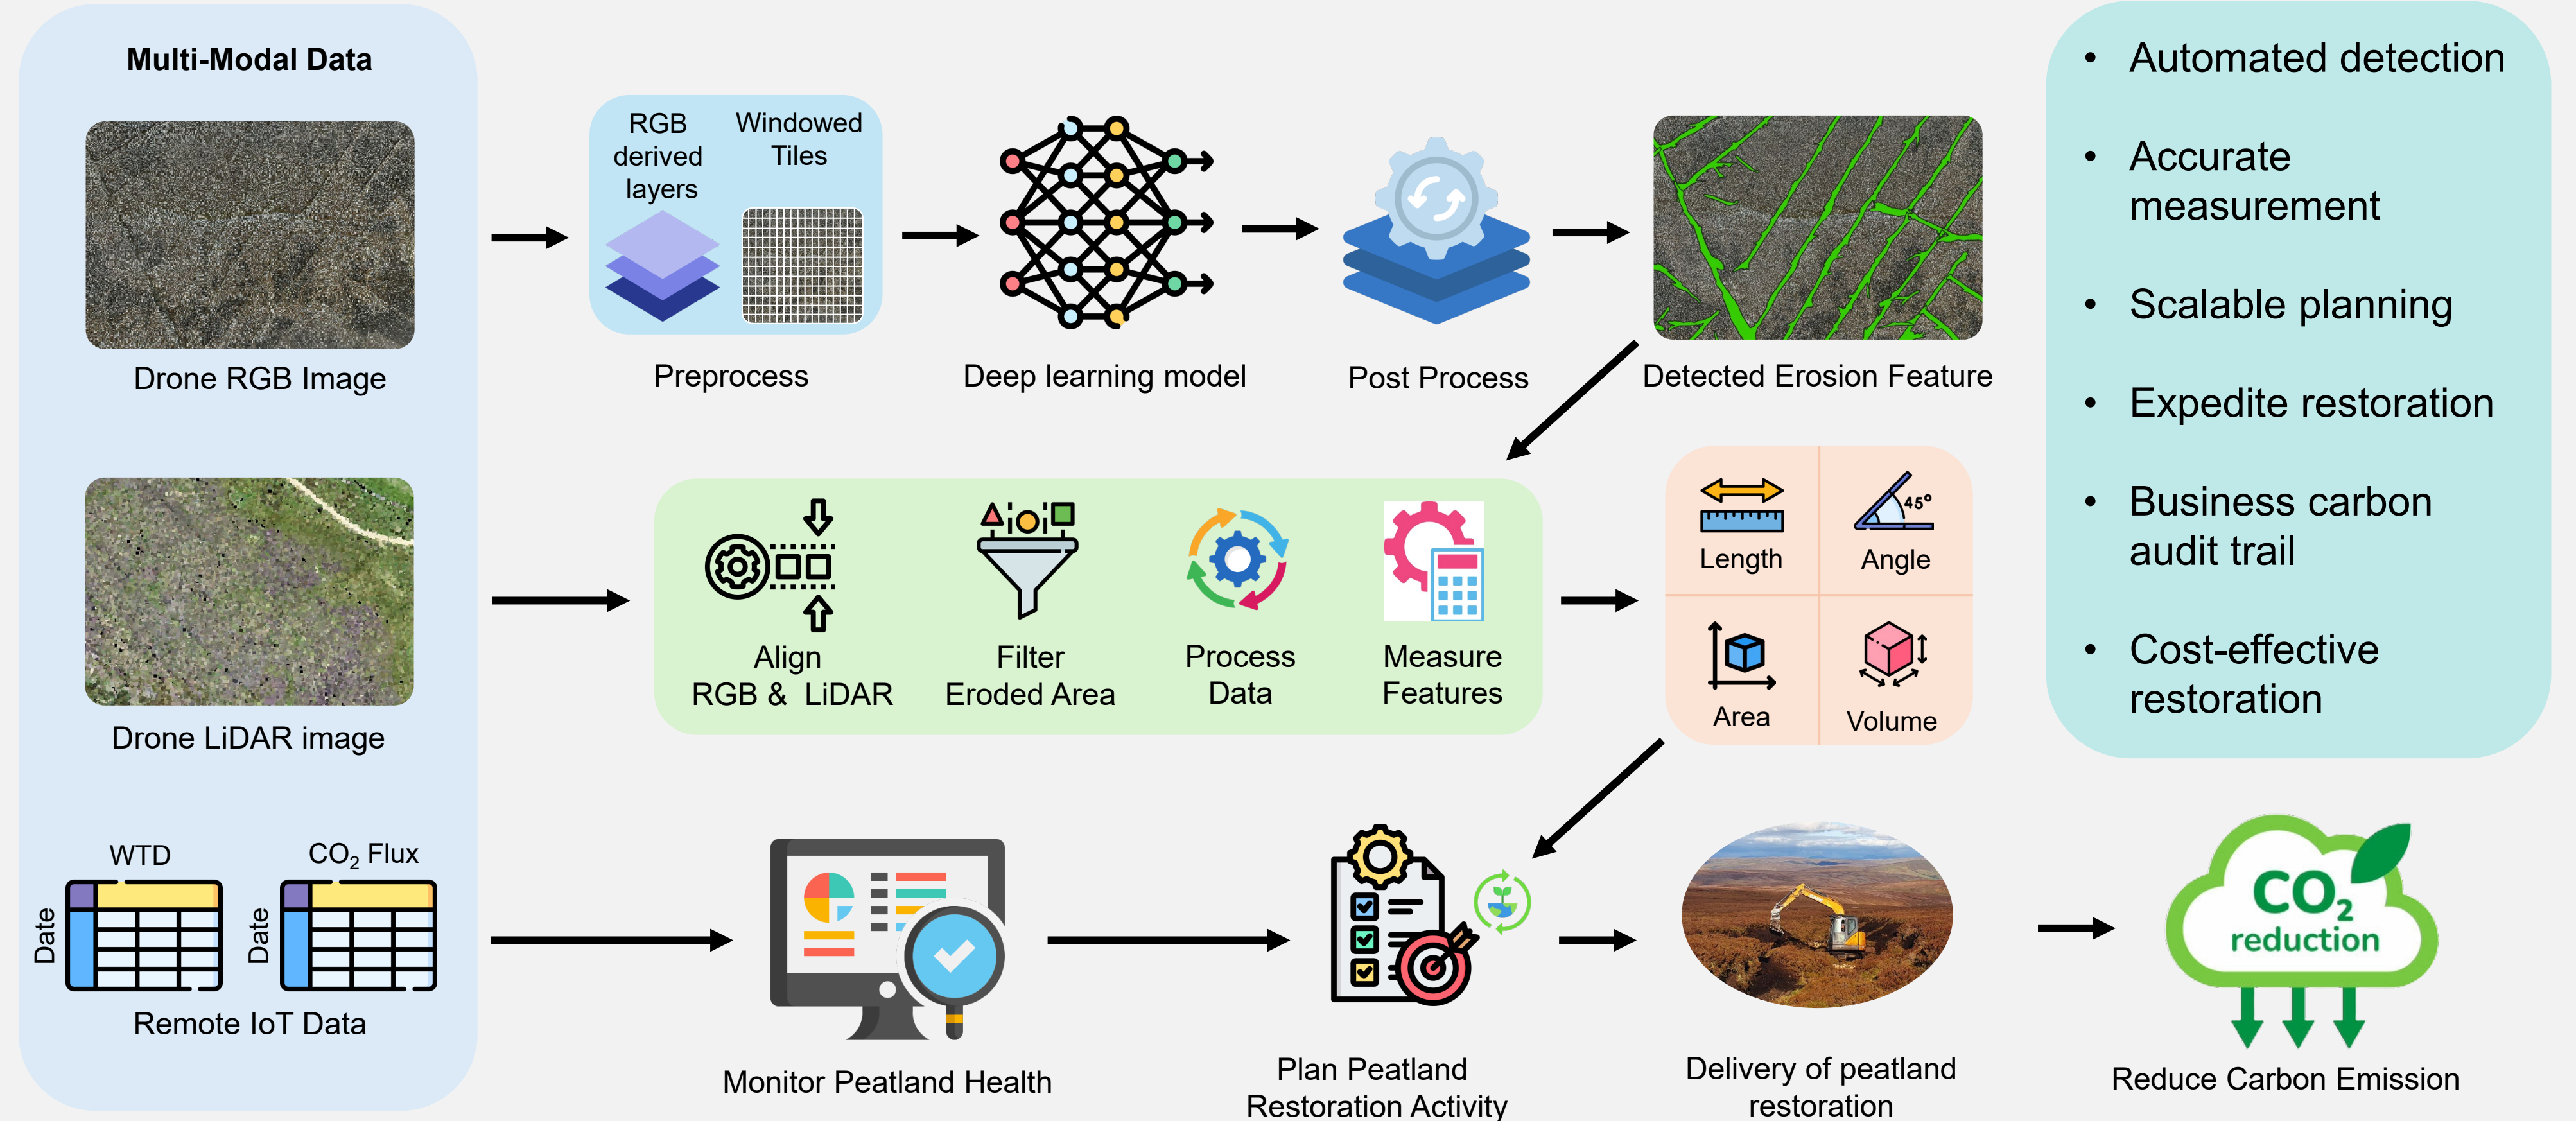 Multi-Modal Data
Drone RGB Image
Drone LiDAR image
WTD
CO₂ Flux
Date
Date
Remote IoT Data
RGB
derived
layers
Windowed
Tiles
Preprocess
Deep learning model
Post Process
Detected Erosion Feature
Align
RGB & LiDAR
Filter
Eroded Area
Process
Data
Measure
Features
Length
45°
Angle
Area
Volume
Monitor Peatland Health
Plan Peatland
Restoration Activity
Delivery of peatland
restoration
CO₂
reduction
Reduce Carbon Emission
• Automated detection
• Accurate
measurement
• Scalable planning
• Expedite restoration
• Business carbon
audit trail
• Cost-effective
restoration